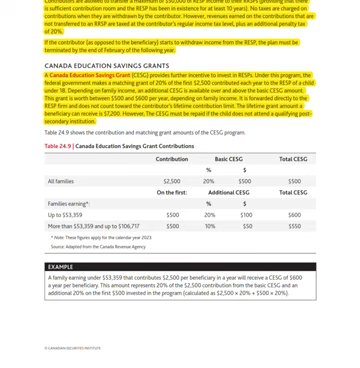 Contributors are allowed to transfer a maximum of $50,000 of RESP income to their RRSPs (providing that there
is sufficient contribution room and the RESP has been in existence for at least 10 years). No taxes are charged on
contributions when they are withdrawn by the contributor. However, revenues earned on the contributions that are
not transferred to an RRSP are taxed at the contributor's regular income tax level, plus an additional penalty tax
of 20%.
If the contributor (as opposed to the beneficiary) starts to withdraw income from the RESP, the plan must be
terminated by the end of February of the following year.
CANADA EDUCATION SAVINGS GRANTS
A Canada Education Savings Grant (CESG) provides further incentive to invest in RESPs. Under this program, the
federal government makes a matching grant of 20% of the first $2,500 contributed each year to the RESP of a child
under 18. Depending on family income, an additional CESG is available over and above the basic CESG amount.
This grant is worth between $500 and $600 per year, depending on family income. It is forwarded directly to the
RESP firm and does not count toward the contributor's lifetime contribution limit. The lifetime grant amount a
beneficiary can receive is $7,200. However, The CESG must be repaid if the child does not attend a qualifying post-
secondary institution.
Table 24.9 shows the contribution and matching grant amounts of the CESG program.
Table 24.9 | Canada Education Savings Grant Contributions
Contribution Basic CESG Total CESG
% $
All families $2,500 20% $500 $500
On the first: Additional CESG Total CESG
Families earning*: % $
Up to $53,359 $500 20% $100 $600
More than $53,359 and up to $106,717 $500 10% $50 $550
* Note: These figures apply for the calendar year 2023
Source: Adapted from the Canada Revenue Agency
EXAMPLE
A family earning under $53,359 that contributes $2,500 per beneficiary in a year will receive a CESG of $600
a year per beneficiary. This amount represents 20% of the $2,500 contribution from the basic CESG and an
additional 20% on the first $500 invested in the program (calculated as $2,500 x 20% + $500 x 20%).
© CANADIAN SECURITIES INSTITUTE